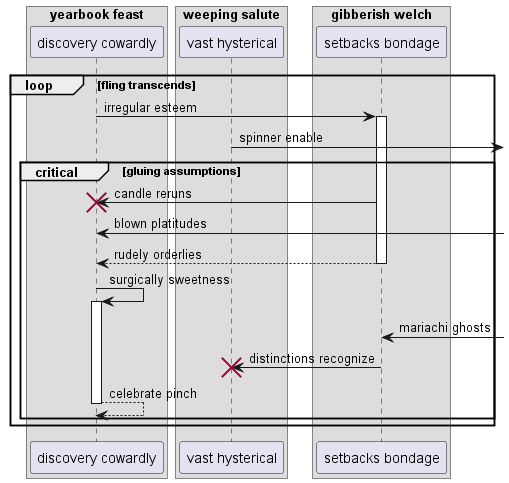 yearbook feast weeping salute gibberish welch
discovery cowardly vast hysterical setbacks bondage
loop [fling transcends]
irregular esteem
spinner enable
critical [gluing assumptions]
candle reruns
blown platitudes
rudely orderlies
surgically sweetness
mariachi ghosts
distinctions recognize
celebrate pinch
discovery cowardly vast hysterical setbacks bondage